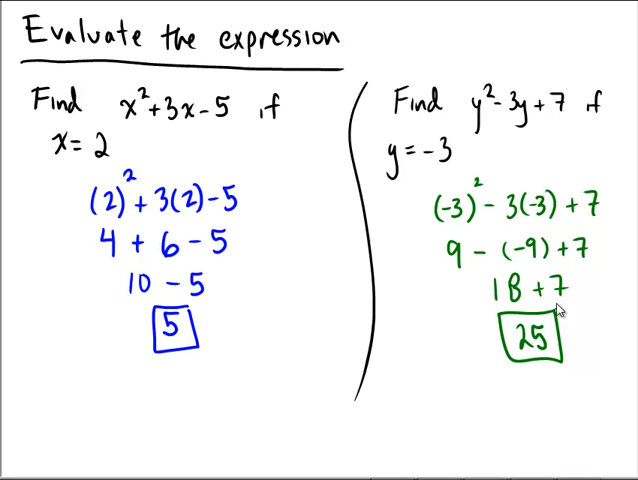 Evaluate the expression
Find x²+3x-5 if
x=2
(2)²+3(2)-5
4+6-5
10-5
5
Find y²-3y+7 if
y=-3
(-3)²-3(-3)+7
9-(-9)+7
18+7
25